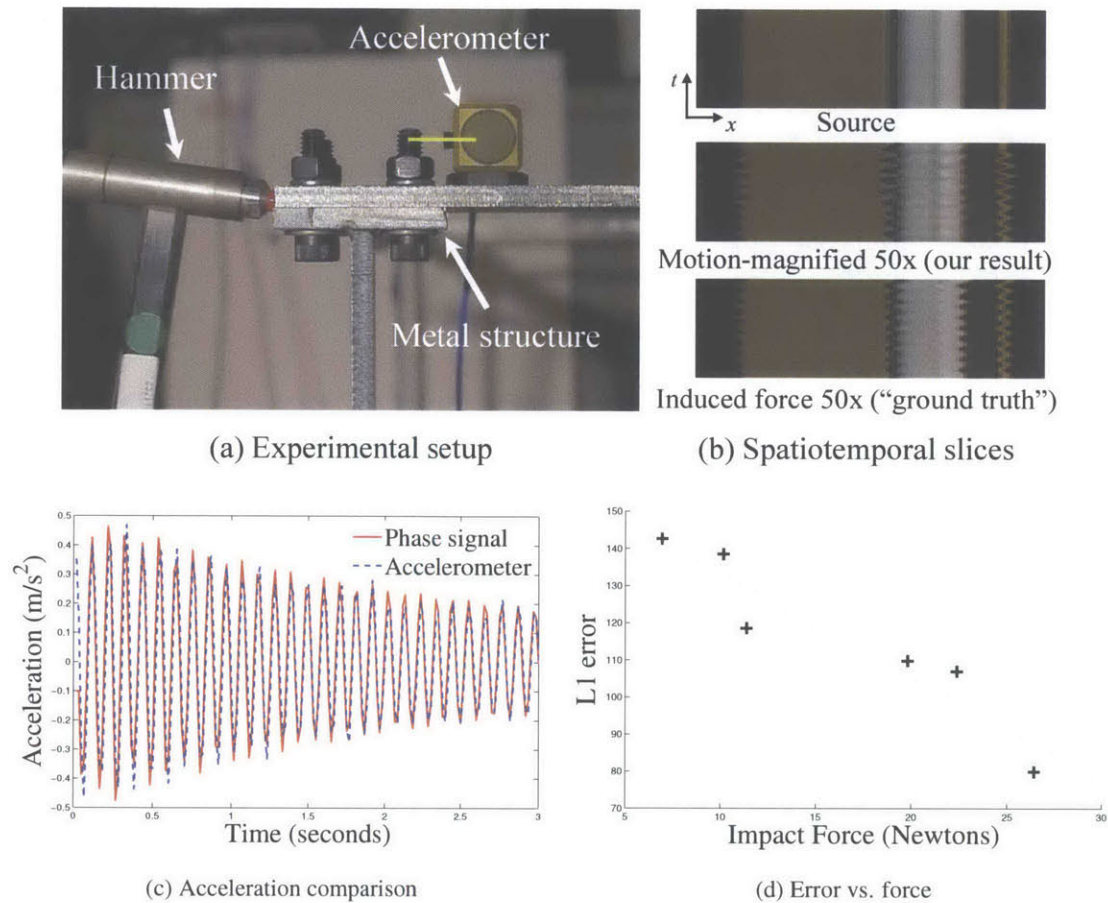 Accelerometer
Hammer
Metal structure
(a) Experimental setup
t
x
Source
Motion-magnified 50x (our result)
Induced force 50x (“ground truth”)
(b) Spatiotemporal slices
Acceleration (m/s²)
0.5
0.4
0.3
0.2
0.1
0
-0.1
-0.2
-0.3
-0.4
-0.5
Phase signal
Accelerometer
0 0.5 1 1.5 2 2.5 3
Time (seconds)
(c) Acceleration comparison
L1 error
150
140
130
120
110
100
90
80
70
5 10 15 20 25 30
Impact Force (Newtons)
(d) Error vs. force